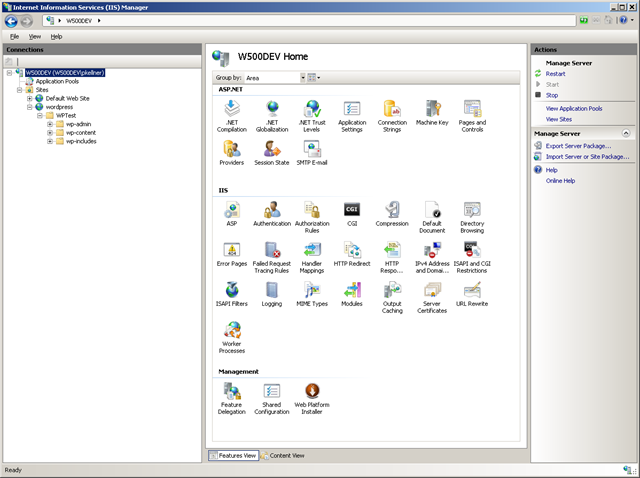 Internet Information Services (IIS) Manager
W500DEV
File View Help
Connections
W500DEV (W500DEV\pkellner)
Application Pools
Sites
Default Web Site
wordpress
WPTest
wp-admin
wp-content
wp-includes
W500DEV Home
Group by: Area
ASP.NET
.NET Compilation
.NET Globalization
.NET Trust Levels
Application Settings
Connection Strings
Machine Key
Pages and Controls
Providers
Session State
SMTP E-mail
IIS
ASP
Authentication
Authorization Rules
CGI
Compression
Default Document
Directory Browsing
Error Pages
Failed Request Tracing Rules
Handler Mappings
HTTP Redirect
HTTP Respo...
IPv4 Address and Domai...
ISAPI and CGI Restrictions
ISAPI Filters
Logging
MIME Types
Modules
Output Caching
Server Certificates
URL Rewrite
Worker Processes
Management
Feature Delegation
Shared Configuration
Web Platform Installer
Features View
Content View
Actions
Manage Server
Restart
Start
Stop
View Application Pools
View Sites
Manage Server
Export Server Package...
Import Server or Site Package...
Help
Online Help
Ready